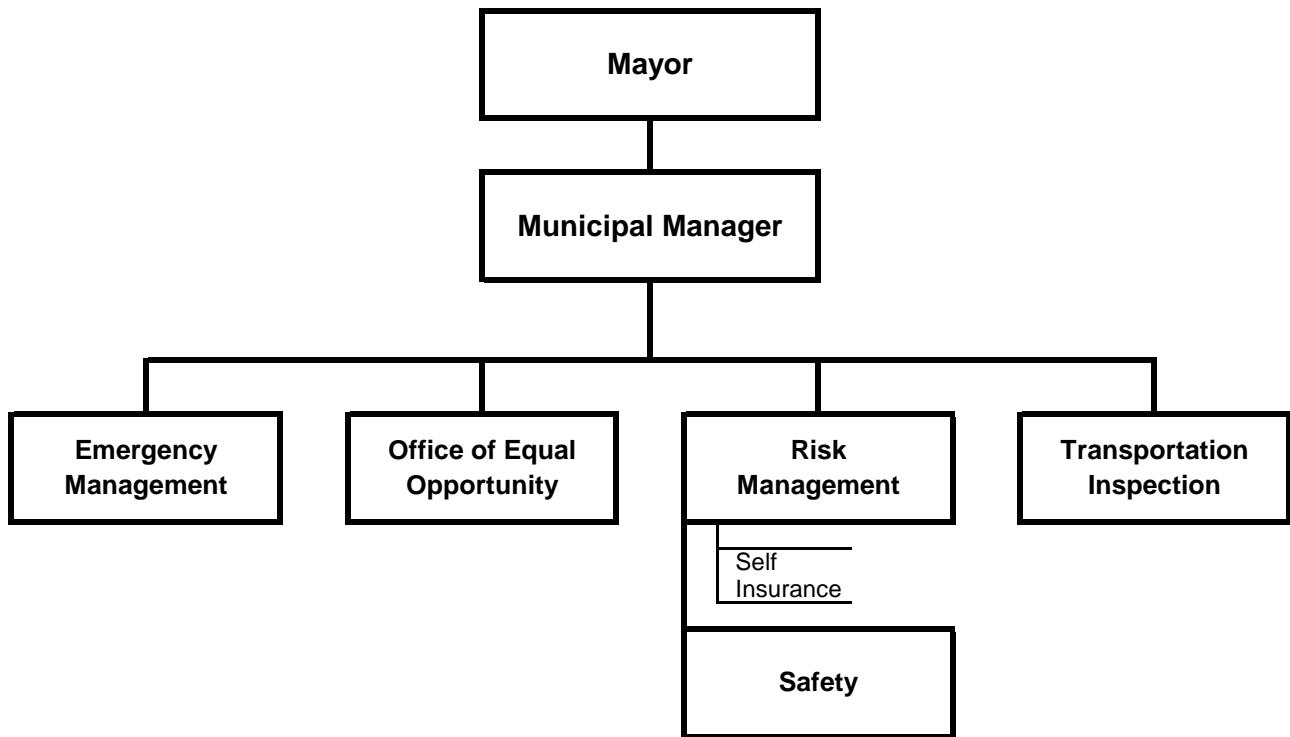 Mayor
Municipal Manager
Emergency
Management
Office of Equal
Opportunity
Risk
Management
Transportation
Inspection
Self
Insurance
Safety